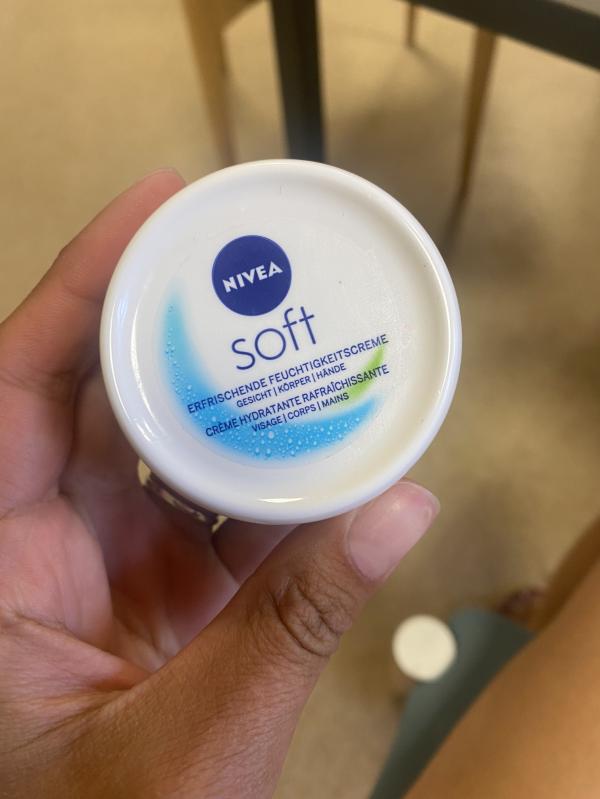 NIVEA
soft
ERFRISCHENDE FEUCHTIGKEITSCREME
GESICHT | KÖRPER | HÄNDE
CRÈME HYDRATANTE RAFRAÎCHISSANTE
VISAGE | CORPS | MAINS